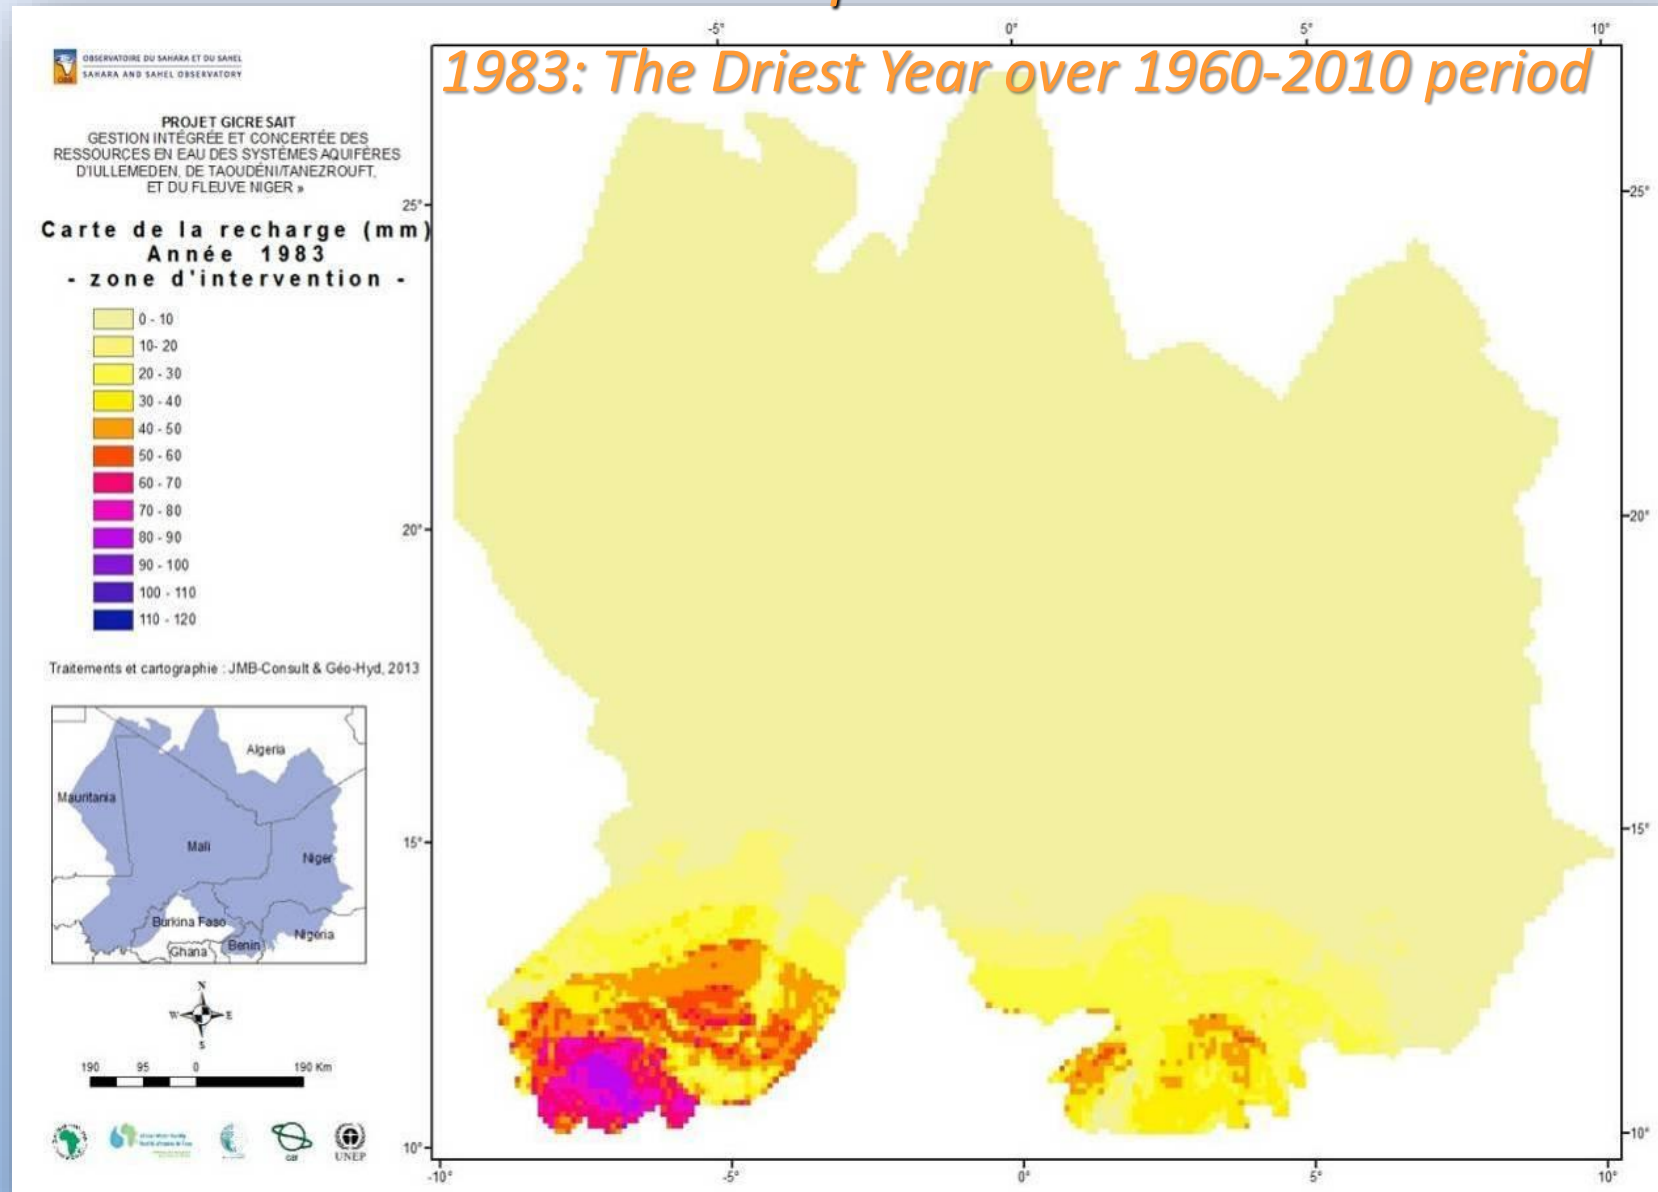 1983: The Driest Year over 1960-2010 period
OBSERVATOIRE DU SAHARA ET DU SAHEL
SAHARA AND SAHEL OBSERVATORY
PROJET GICRESAIT
GESTION INTÉGRÉE ET CONCERTÉE DES
RESSOURCES EN EAU DES SYSTÈMES AQUIFÈRES
D'IULLEMEDEN, DE TAOUDÉNI/TANEZROUFT,
ET DU FLEUVE NIGER »
Carte de la recharge (mm)
Année 1983
- zone d'intervention -
0 - 10
10- 20
20 - 30
30 - 40
40 - 50
50 - 60
60 - 70
70 - 80
80 - 90
90 - 100
100 - 110
110 - 120
Traitements et cartographie : JMB-Consult & Géo-Hyd, 2013
Algeria
Mauritania
Mali
Niger
Burkina Faso
Nigeria
Benin
Ghana
N
W E
S
190 95 0 190 Km
GEF
UNEP
-5° 0° 5° 10°
25° 25°
20° 20°
15° 15°
10° 10°
-10° -5° 0° 5° 10°